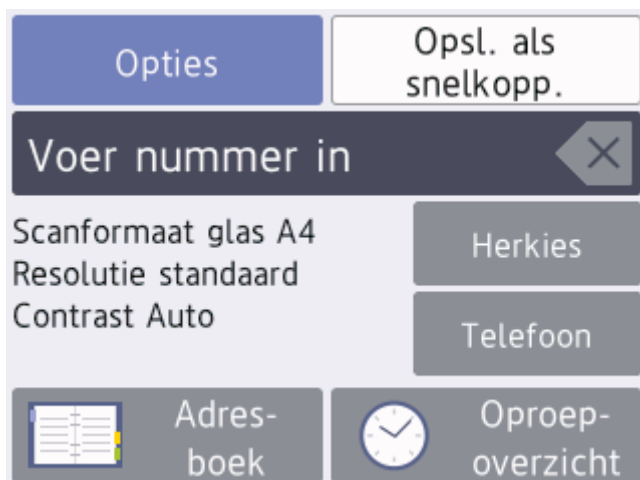 Opties
Opsl. als
snelkopp.
Voer nummer in
Scanformaat glas A4
Resolutie standaard
Contrast Auto
Herkies
Telefoon
Adres-
boek
Oproep-
overzicht